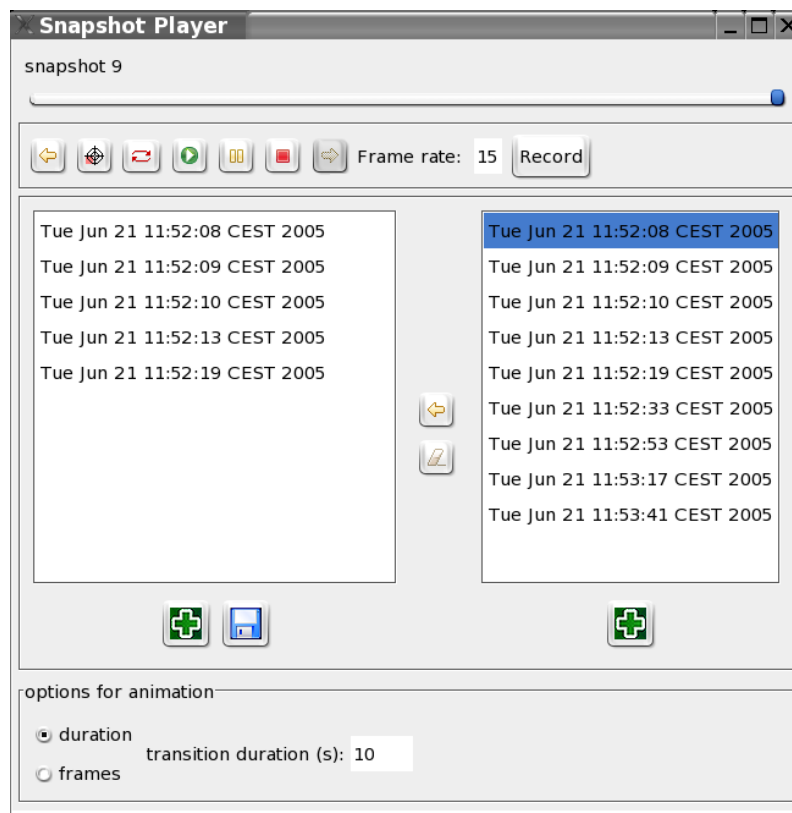 Snapshot Player
snapshot 9
Frame rate: 15 Record
Tue Jun 21 11:52:08 CEST 2005
Tue Jun 21 11:52:09 CEST 2005
Tue Jun 21 11:52:10 CEST 2005
Tue Jun 21 11:52:13 CEST 2005
Tue Jun 21 11:52:19 CEST 2005
Tue Jun 21 11:52:08 CEST 2005
Tue Jun 21 11:52:09 CEST 2005
Tue Jun 21 11:52:10 CEST 2005
Tue Jun 21 11:52:13 CEST 2005
Tue Jun 21 11:52:19 CEST 2005
Tue Jun 21 11:52:33 CEST 2005
Tue Jun 21 11:52:53 CEST 2005
Tue Jun 21 11:53:17 CEST 2005
Tue Jun 21 11:53:41 CEST 2005
options for animation
duration
transition duration (s): 10
frames